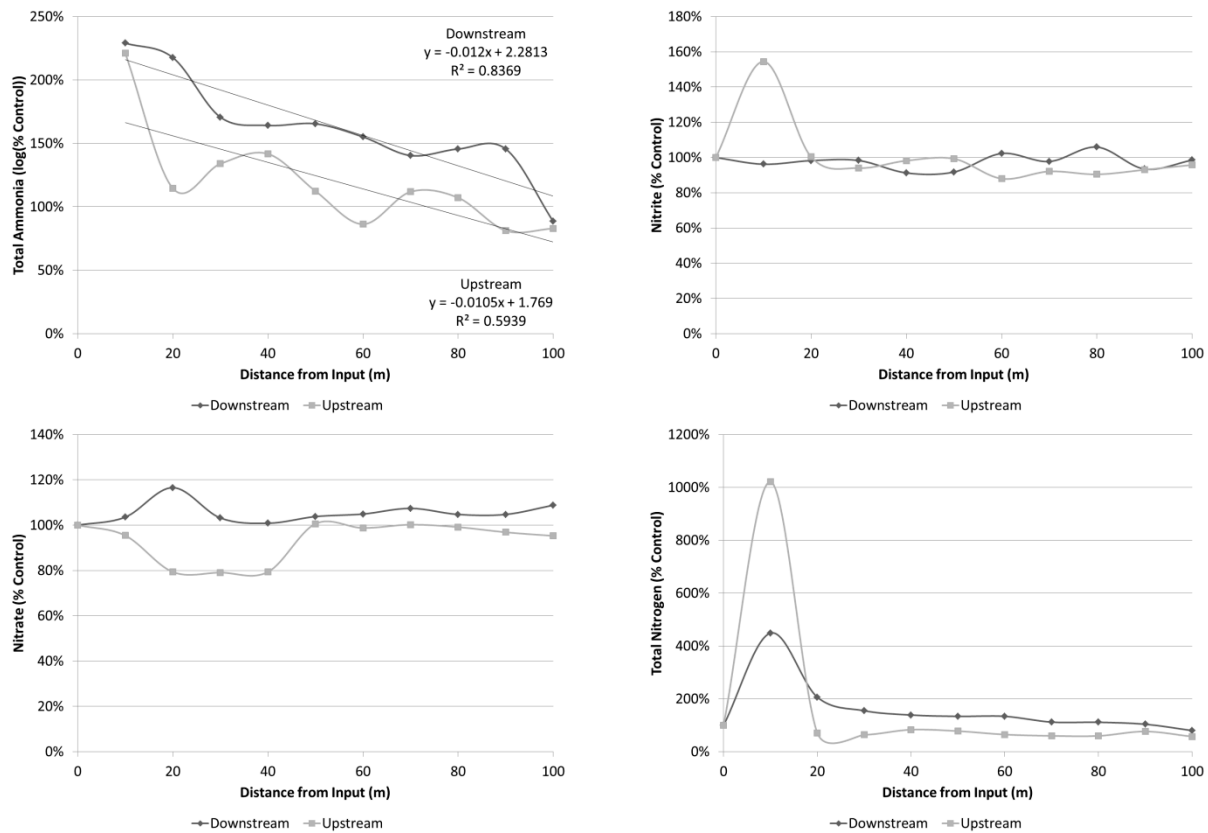 Total Ammonia (log(% Control))
250%
200%
150%
100%
50%
0%
Downstream
y = -0.012x + 2.2813
R² = 0.8369
Upstream
y = -0.0105x + 1.769
R² = 0.5939
0 20 40 60 80 100
Distance from Input (m)
Downstream Upstream
Nitrite (% Control)
180%
160%
140%
120%
100%
80%
60%
40%
20%
0%
0 20 40 60 80 100
Distance from Input (m)
Downstream Upstream
Nitrate (% Control)
140%
120%
100%
80%
60%
40%
20%
0%
0 20 40 60 80 100
Distance from Input (m)
Downstream Upstream
Total Nitrogen (% Control)
1200%
1000%
800%
600%
400%
200%
0%
0 20 40 60 80 100
Distance from Input (m)
Downstream Upstream